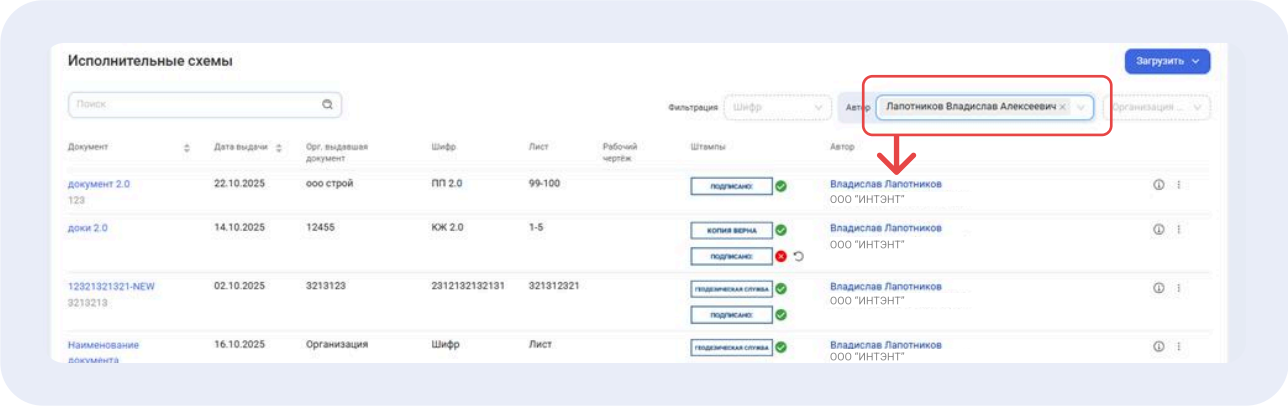 Исполнительные схемы
Загрузить
Поиск
Фильтрация
Шифр
Автор
Лапотников Владислав Алексеевич ×
Организация ...
Документ
Дата выдачи
Орг. выдавшая документ
Шифр
Лист
Рабочий чертёж
Штампы
Автор
документ 2.0
123
22.10.2025
ооо строй
ПП 2.0
99-100
ПОДПИСАНО:
Владислав Лапотников
ООО "ИНТЭНТ"
доки 2.0
14.10.2025
12455
КЖ 2.0
1-5
КОПИЯ ВЕРНА
ПОДПИСАНО:
Владислав Лапотников
ООО "ИНТЭНТ"
12321321321-NEW
3213213
02.10.2025
3213123
2312132132131
321312321
ГЕОДЕЗИЧЕСКАЯ СЛУЖБА
ПОДПИСАНО:
Владислав Лапотников
ООО "ИНТЭНТ"
Наименование
документа
16.10.2025
Организация
Шифр
Лист
ГЕОДЕЗИЧЕСКАЯ СЛУЖБА
Владислав Лапотников
ООО "ИНТЭНТ"